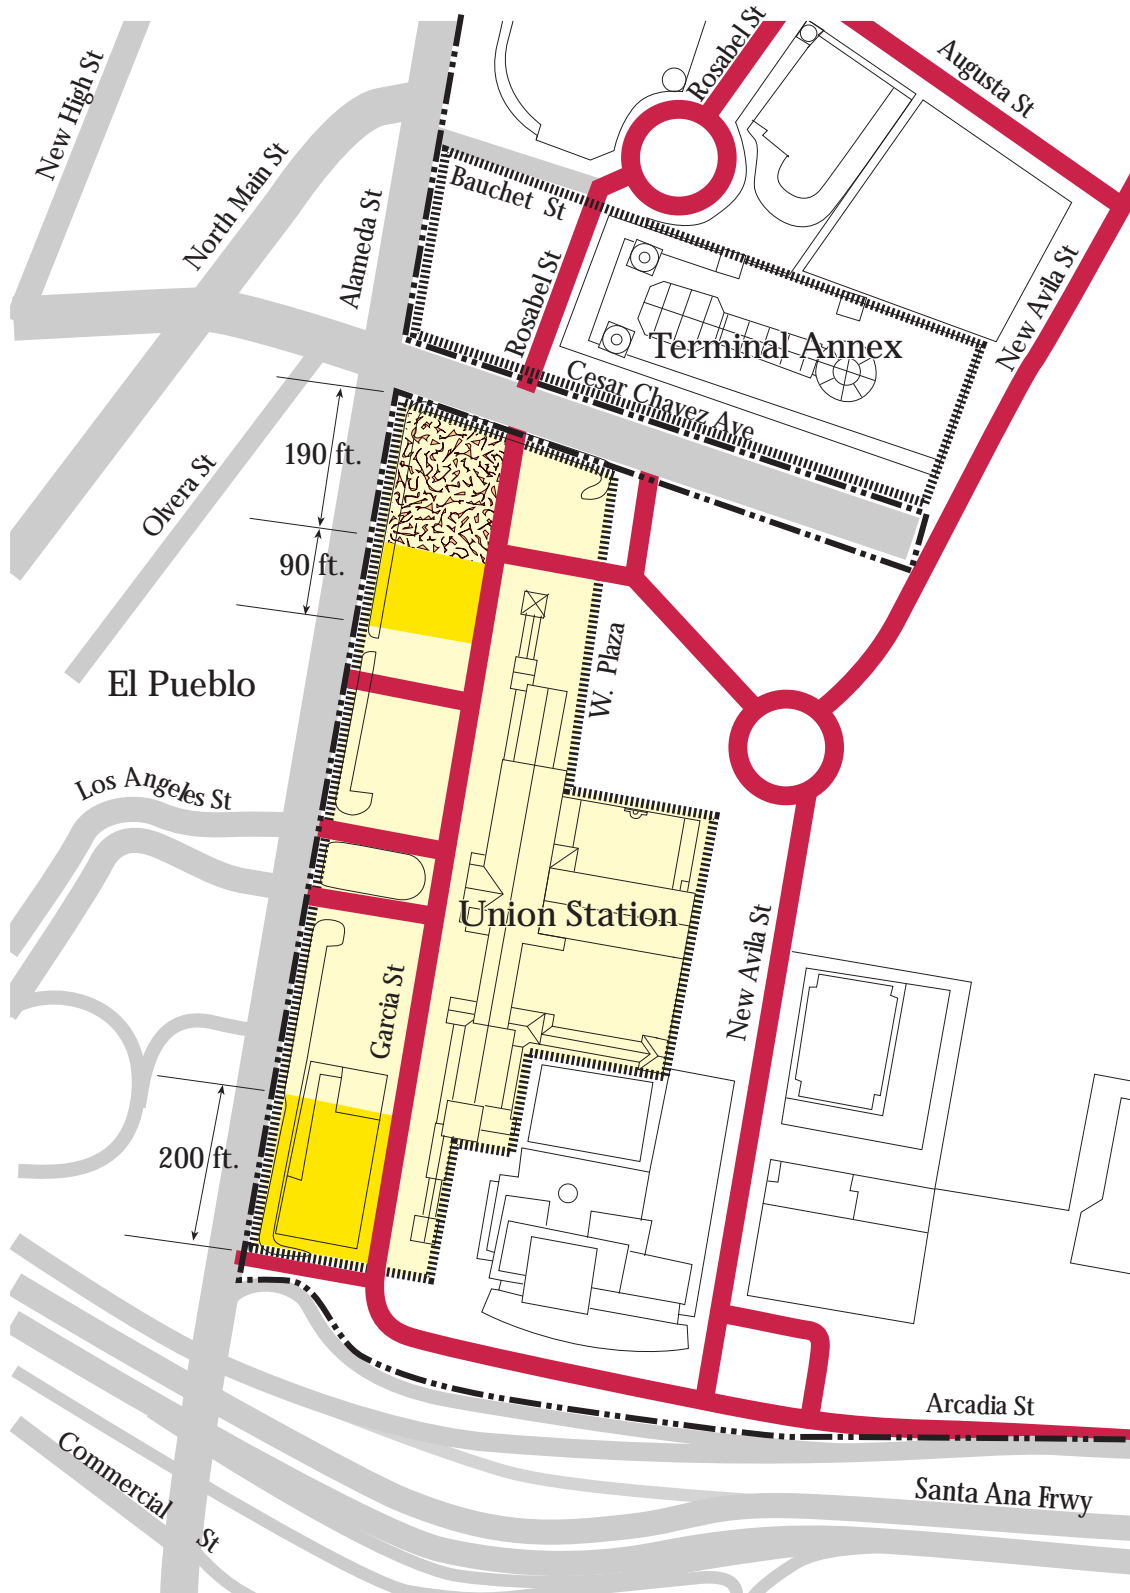 Rosabel St
Augusta St
New High St
North Main St
Bauchet St
Alameda St
Rosabel St
New Avila St
Terminal Annex
Cesar Chavez Ave
190 ft.
Olvera St
90 ft.
W. Plaza
El Pueblo
Los Angeles St
Union Station
New Avila St
Garcia St
200 ft.
Arcadia St
Santa Ana Frwy
Commercial St